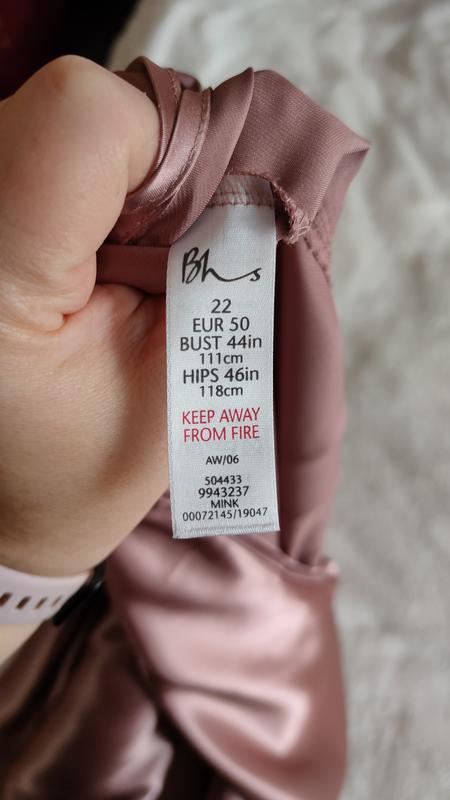 Bhs
22
EUR 50
BUST 44in
111cm
HIPS 46in
118cm
KEEP AWAY
FROM FIRE
AW/06
504433
9943237
MINK
00072145/19047